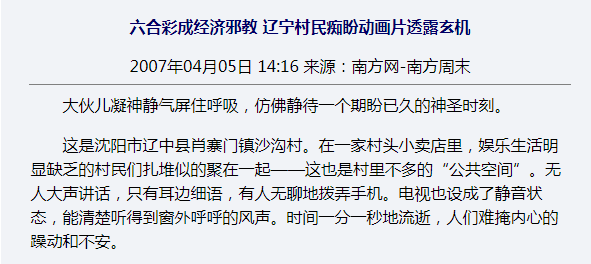 六合彩成经济邪教 辽宁村民痴盼动画片透露玄机
2007年04月05日 14:16 来源：南方网-南方周末
大伙儿凝神静气屏住呼吸，仿佛静待一个期盼已久的神圣时刻。
这是沈阳市辽中县肖寨门镇沙沟村。在一家村头小卖店里，娱乐生活明
显缺乏的村民们扎堆似的聚在一起——这也是村里不多的“公共空间”。无
人大声讲话，只有耳边细语，有人无聊地拨弄手机。电视也设成了静音状
态，能清楚听得到窗外呼呼的风声。时间一分一秒地流逝，人们难掩内心的
躁动和不安。